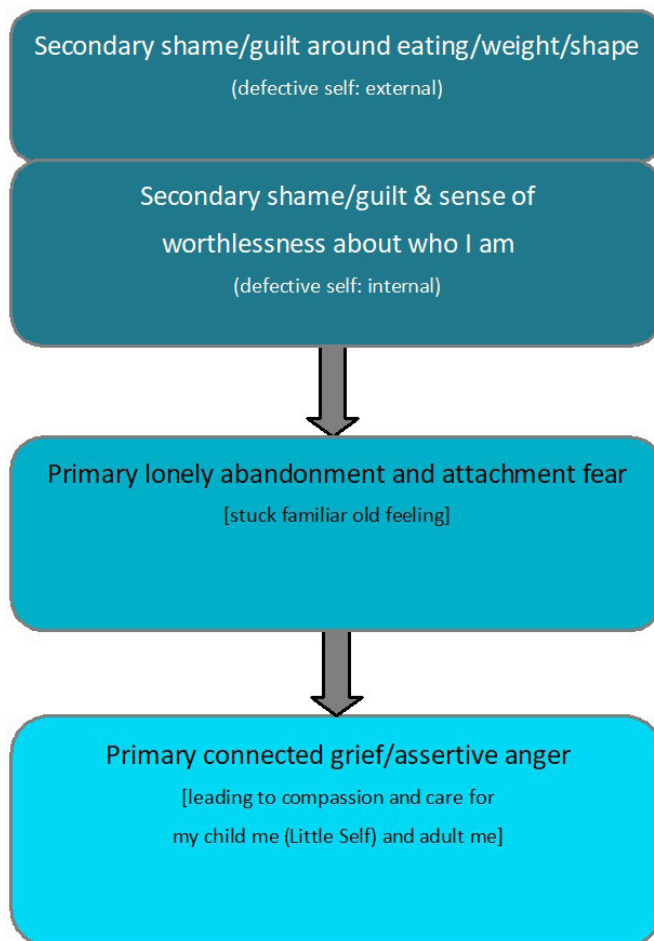 Secondary shame/guilt around eating/weight/shape
(defective self: external)
Secondary shame/guilt & sense of
worthlessness about who I am
(defective self: internal)
Primary lonely abandonment and attachment fear
[stuck familiar old feeling]
Primary connected grief/assertive anger
[leading to compassion and care for
my child me (Little Self) and adult me]